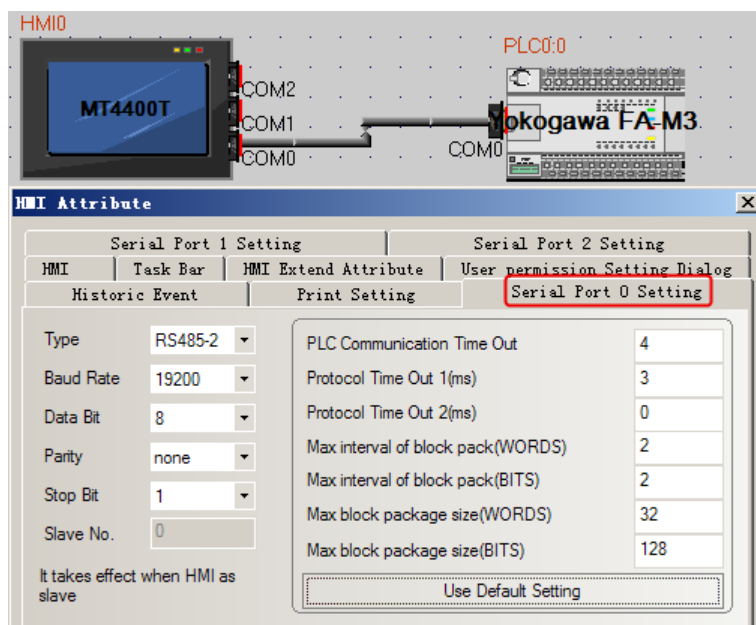 HMI0
PLC0:0
COM2
MT4400T
COM1
Yokogawa FA-M3
COM0
COM0
HMI Attribute
Serial Port 1 Setting
Serial Port 2 Setting
HMI
Task Bar
HMI Extend Attribute
User permission Setting Dialog
Historic Event
Print Setting
Serial Port 0 Setting
Type
RS485-2
Baud Rate
19200
Data Bit
8
Parity
none
Stop Bit
1
Slave No.
0
It takes effect when HMI as
slave
PLC Communication Time Out
4
Protocol Time Out 1(ms)
3
Protocol Time Out 2(ms)
0
Max interval of block pack(WORDS)
2
Max interval of block pack(BITS)
2
Max block package size(WORDS)
32
Max block package size(BITS)
128
Use Default Setting